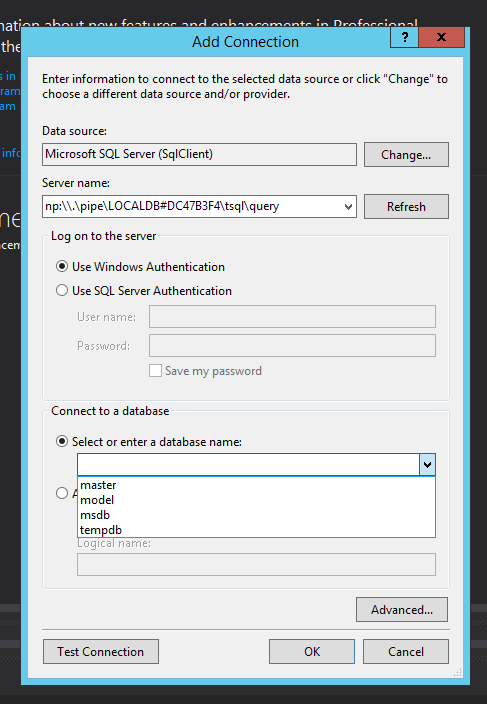 mation about new features and enhancements in Professional
the
Add Connection
?
x
s in
ram
am
Enter information to connect to the selected data source or click "Change" to
choose a different data source and/or provider.
Data source:
Microsoft SQL Server (SqlClient)
Change...
info
Server name:
np:\\.\pipe\LOCALDB#DC47B3F4\tsql\query
Refresh
ne
ncem
Log on to the server
Use Windows Authentication
Use SQL Server Authentication
User name:
Password:
Save my password
Connect to a database
Select or enter a database name:
master
model
msdb
tempdb
Logical name:
Advanced...
Test Connection
OK
Cancel